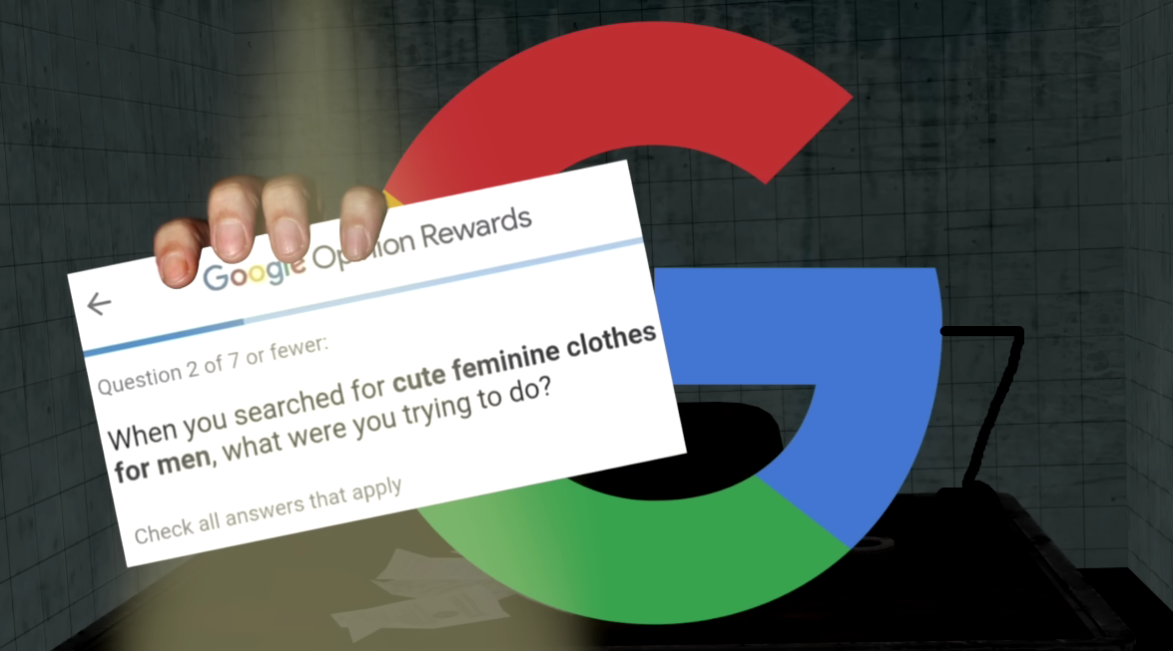 Google Opinion Rewards
Question 2 of 7 or fewer:
When you searched for cute feminine clothes
for men, what were you trying to do?
Check all answers that apply